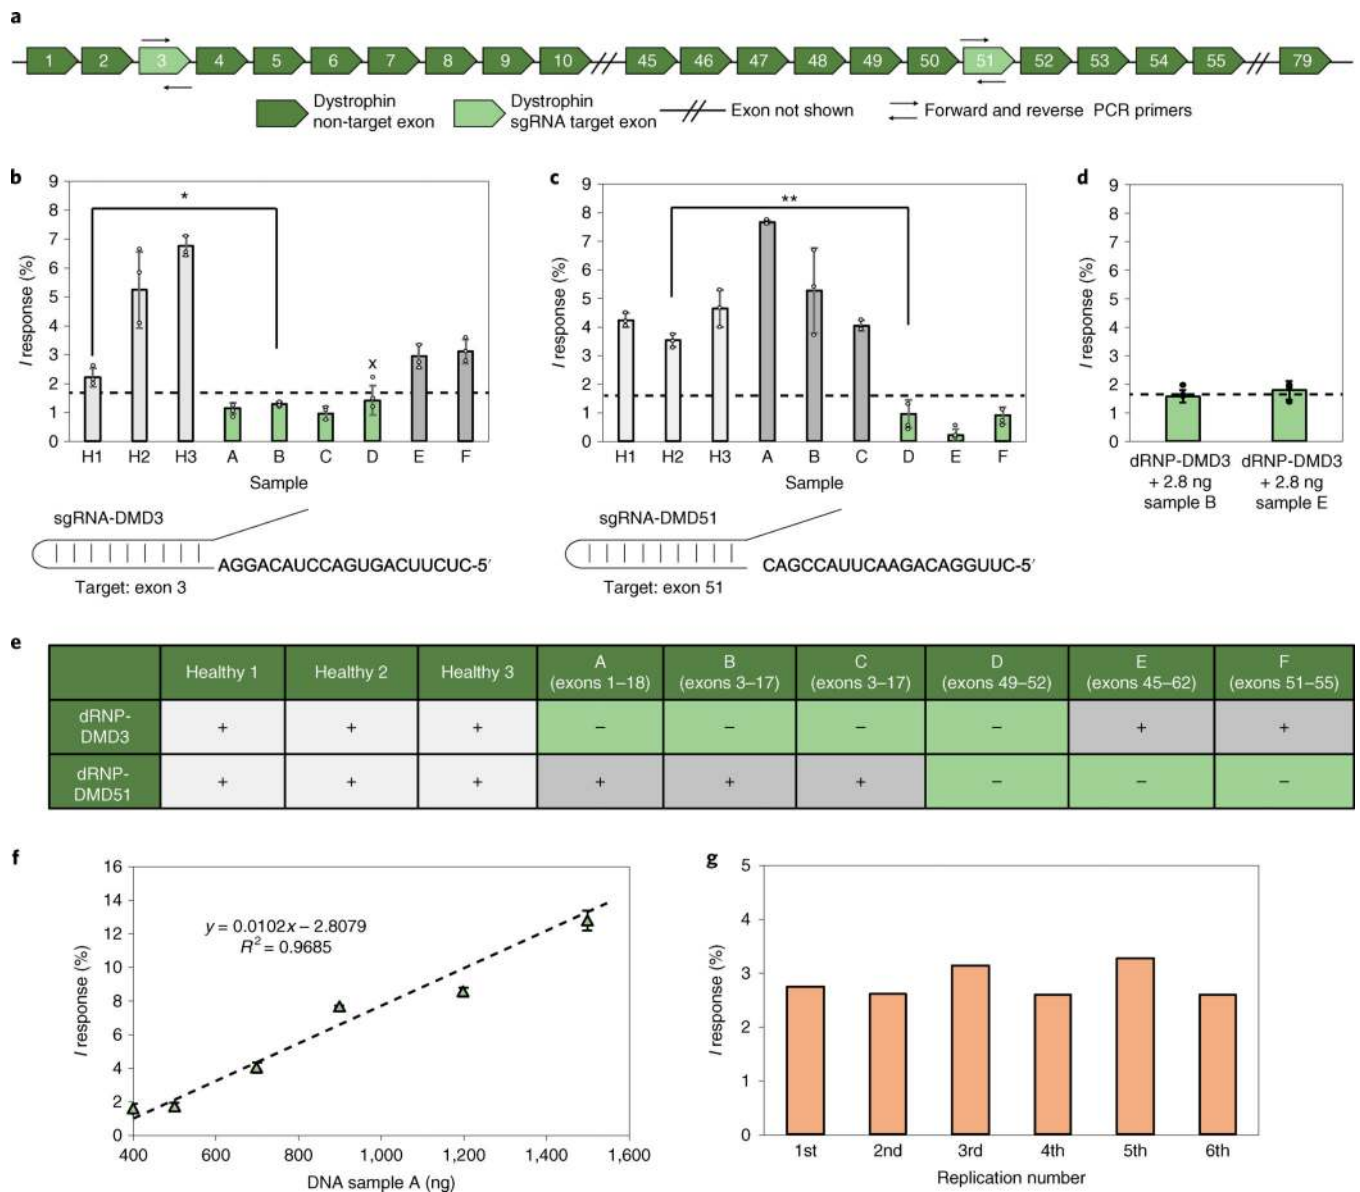 a
1 2 3 4 5 6 7 8 9 10 45 46 47 48 49 50 51 52 53 54 55 79
Dystrophin
non-target exon
Dystrophin
sgRNA target exon
Exon not shown
Forward and reverse PCR primers
b
9
8
7
6
5
4
3
2
1
0
I response (%)
*
x
H1 H2 H3 A B C D E F
Sample
sgRNA-DMD3
AGGACAUCCAGUGACUUCUC-5′
Target: exon 3
c
9
8
7
6
5
4
3
2
1
0
I response (%)
**
H1 H2 H3 A B C D E F
Sample
sgRNA-DMD51
CAGCCAUUCAAGACAGGUUC-5′
Target: exon 51
d
9
8
7
6
5
4
3
2
1
0
I response (%)
dRNP-DMD3
+ 2.8 ng
sample B
dRNP-DMD3
+ 2.8 ng
sample E
e
Healthy 1 Healthy 2 Healthy 3 A (exons 1–18) B (exons 3–17) C (exons 3–17) D (exons 49–52) E (exons 45–62) F (exons 51–55)
dRNP-
DMD3
+ + + – – – – + +
dRNP-
DMD51
+ + + + + + – – –
f
16
14
12
10
8
6
4
2
0
I response (%)
y = 0.0102x – 2.8079
R² = 0.9685
400 600 800 1,000 1,200 1,400 1,600
DNA sample A (ng)
g
5
4
3
2
1
0
I response (%)
1st 2nd 3rd 4th 5th 6th
Replication number